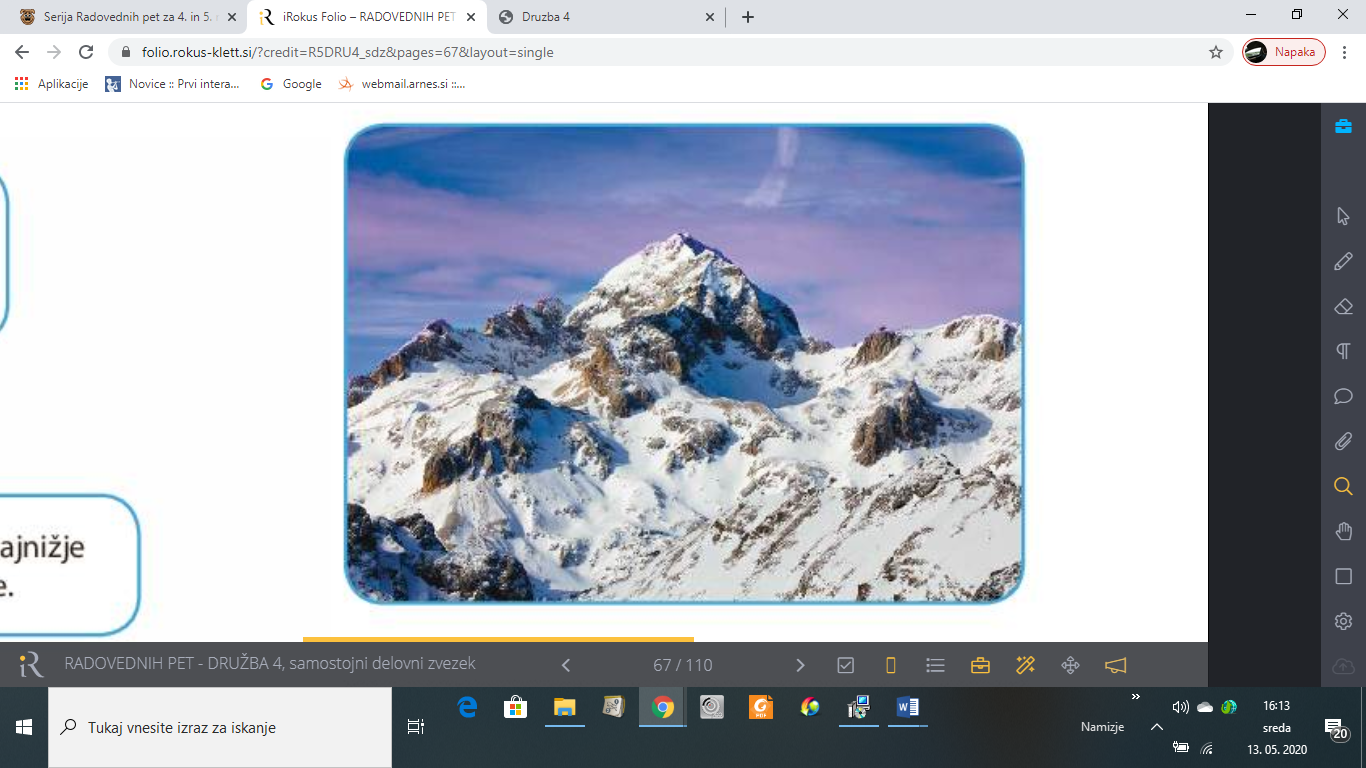 Serija Radovednih pet za 4. in 5. r
iRokus Folio – RADOVEDNIH PET
Druzba 4
folio.rokus-klett.si/?credit=R5DRU4_sdz&pages=67&layout=single
Napaka
Aplikacije
Novice :: Prvi intera...
Google
webmail.arnes.si ::...
ajnižje
e.
RADOVEDNIH PET - DRUŽBA 4, samostojni delovni zvezek
67 / 110
Tukaj vnesite izraz za iskanje
Namizje
16:13
sreda
13. 05. 2020
20